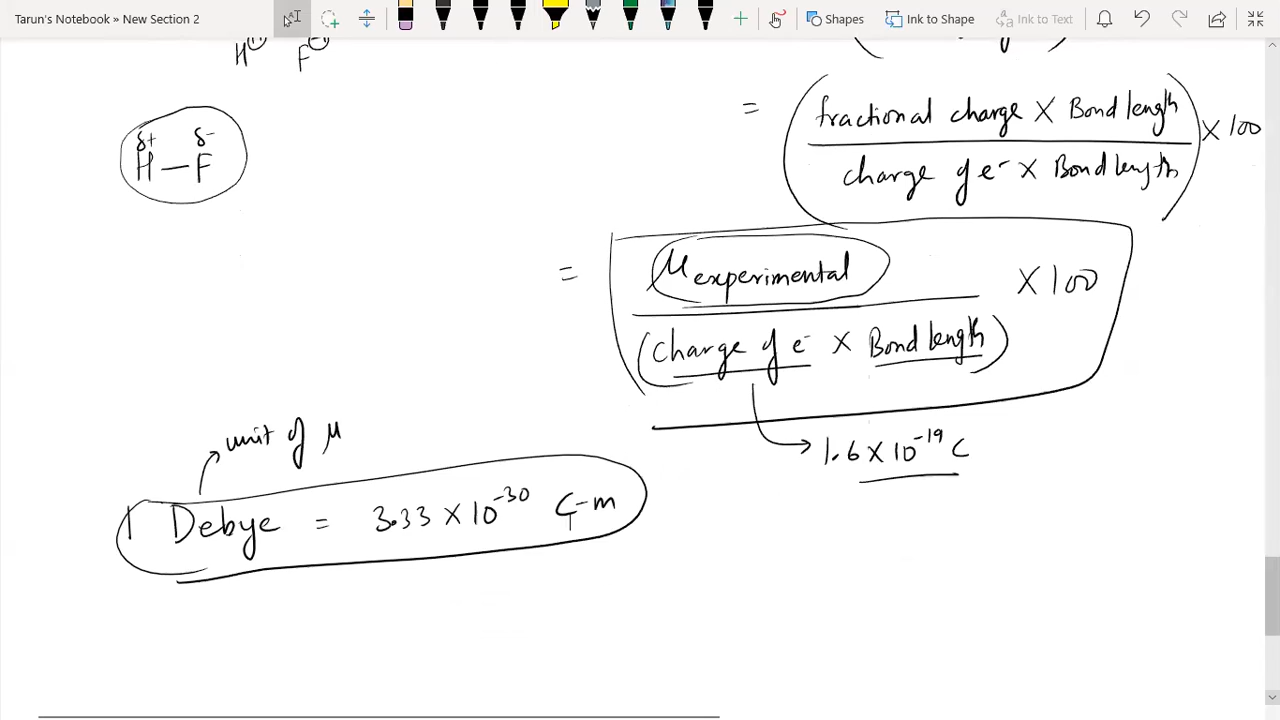 Tarun's Notebook » New Section 2
Shapes
Ink to Shape
Ink to Text
H F
δ+ δ-
H — F
= (fractional charge X Bond length
charge of e- X Bond length) X 100
= μexperimental X 100
(charge of e- X Bond length)
1.6 X 10^-19 C
unit of μ
1 Debye = 3.33 X 10^-30 C-m